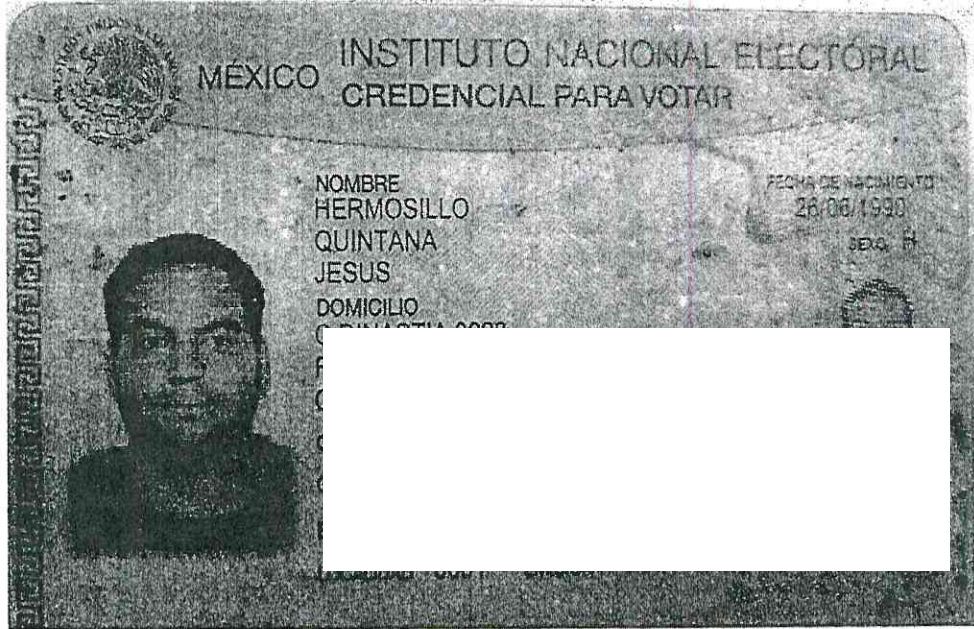 MÉXICO
INSTITUTO NACIONAL ELECTORAL
CREDENCIAL PARA VOTAR
NOMBRE
HERMOSILLO
QUINTANA
JESUS
FECHA DE NACIMIENTO
26/06/1990
SEXO H
DOMICILIO